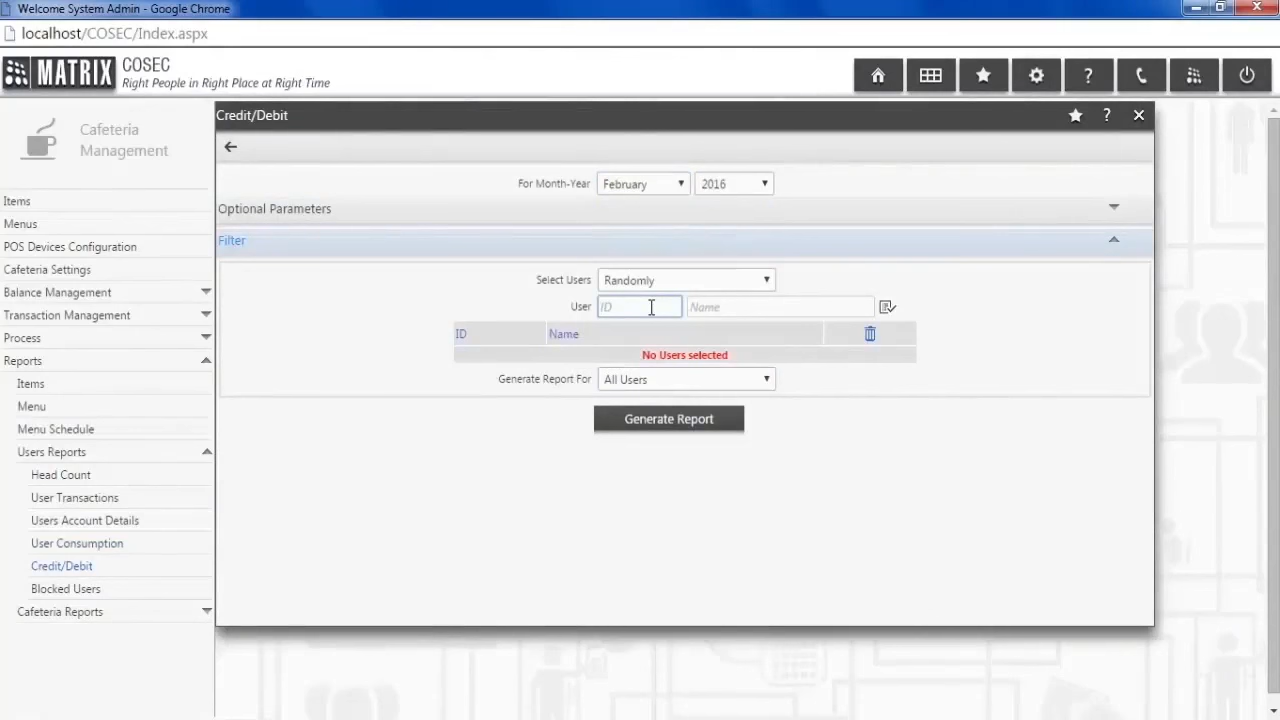 Welcome System Admin - Google Chrome
localhost/COSEC/Index.aspx
MATRIX
COSEC
Right People in Right Place at Right Time
?
Cafeteria
Management
Items
Menus
POS Devices Configuration
Cafeteria Settings
Balance Management
Transaction Management
Process
Reports
Items
Menu
Menu Schedule
Users Reports
Head Count
User Transactions
Users Account Details
User Consumption
Credit/Debit
Blocked Users
Cafeteria Reports
Credit/Debit
?
For Month-Year February 2016
Optional Parameters
Filter
Select Users Randomly
User ID Name
ID Name
No Users selected
Generate Report For All Users
Generate Report